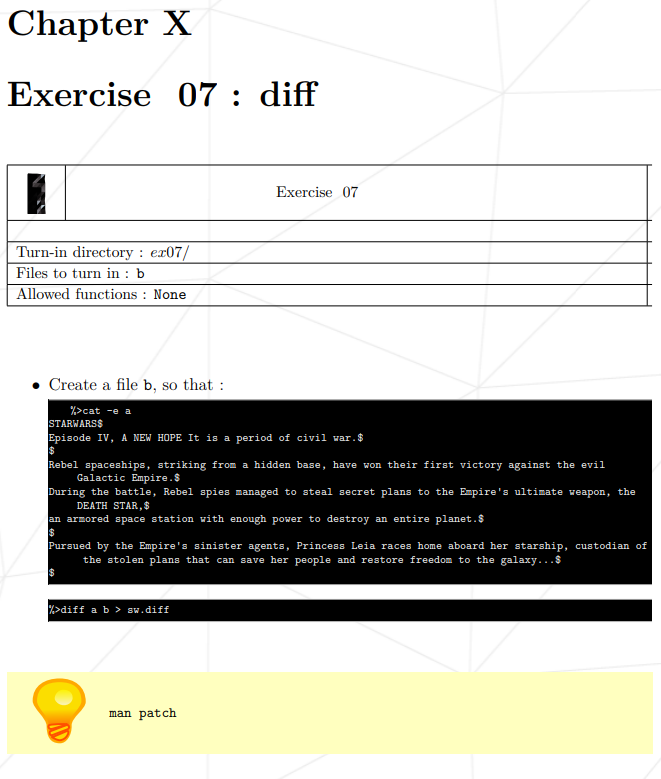 Chapter X
Exercise 07 : diff
Exercise 07
Turn-in directory : ex07/
Files to turn in : b
Allowed functions : None
• Create a file b, so that :
%>cat -e a
STARWARS$
Episode IV, A NEW HOPE It is a period of civil war.$
$
Rebel spaceships, striking from a hidden base, have won their first victory against the evil
Galactic Empire.$
During the battle, Rebel spies managed to steal secret plans to the Empire's ultimate weapon, the
DEATH STAR,$
an armored space station with enough power to destroy an entire planet.$
$
Pursued by the Empire's sinister agents, Princess Leia races home aboard her starship, custodian of
the stolen plans that can save her people and restore freedom to the galaxy...$
$
%>diff a b > sw.diff
man patch